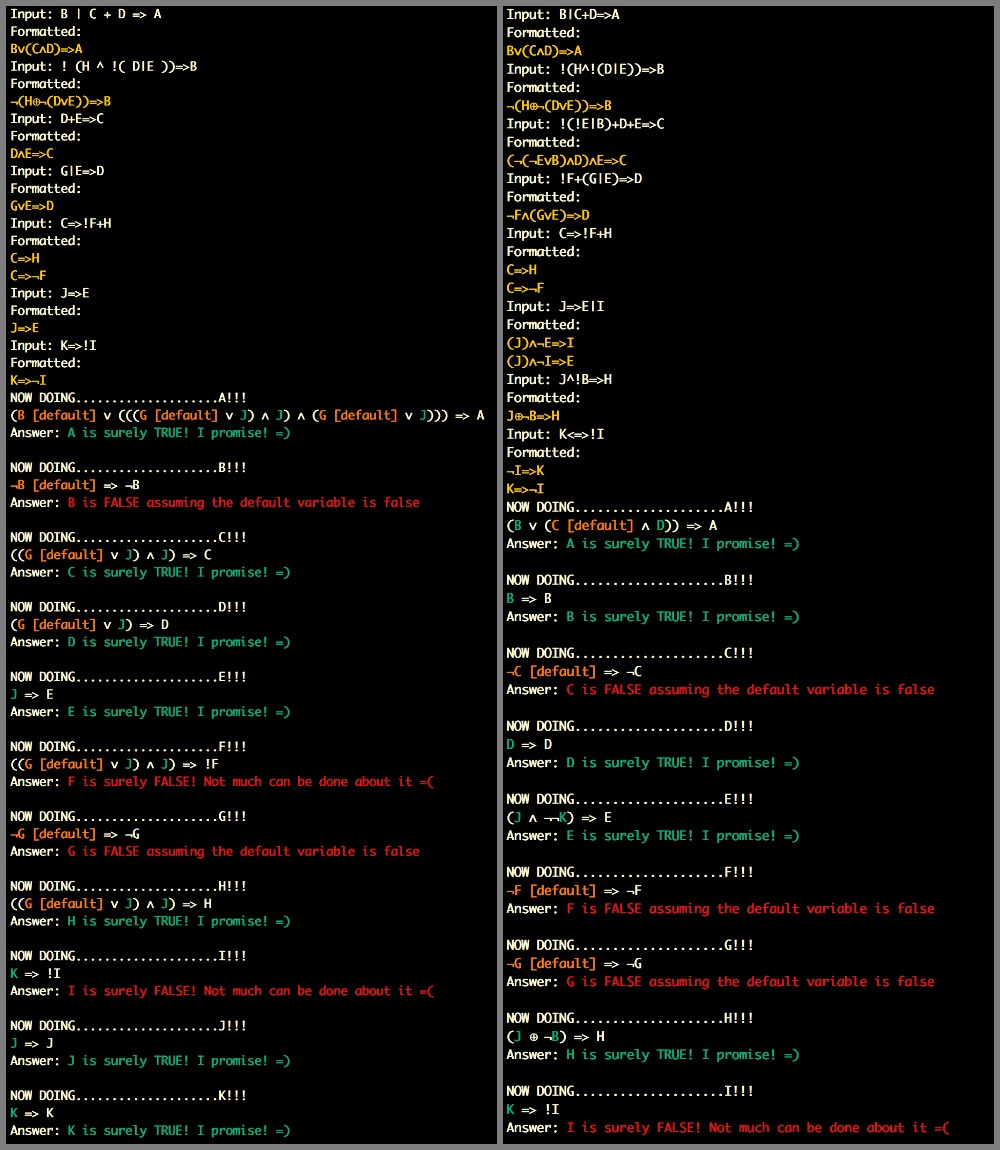 Input: B | C + D => A
Formatted:
B∨(C∧D)=>A
Input: ! (H ^ !( D|E ))=>B
Formatted:
¬(H⊕¬(D∨E))=>B
Input: D+E=>C
Formatted:
D∧E=>C
Input: G|E=>D
Formatted:
G∨E=>D
Input: C=>!F+H
Formatted:
C=>H
C=>¬F
Input: J=>E
Formatted:
J=>E
Input: K=>!I
Formatted:
K=>¬I
NOW DOING....................A!!!
(B [default] ∨ (((G [default] ∨ J) ∧ J) ∧ (G [default] ∨ J))) => A
Answer: A is surely TRUE! I promise! =)
NOW DOING....................B!!!
¬B [default] => ¬B
Answer: B is FALSE assuming the default variable is false
NOW DOING....................C!!!
((G [default] ∨ J) ∧ J) => C
Answer: C is surely TRUE! I promise! =)
NOW DOING....................D!!!
(G [default] ∨ J) => D
Answer: D is surely TRUE! I promise! =)
NOW DOING....................E!!!
J => E
Answer: E is surely TRUE! I promise! =)
NOW DOING....................F!!!
((G [default] ∨ J) ∧ J) => !F
Answer: F is surely FALSE! Not much can be done about it =(
NOW DOING....................G!!!
¬G [default] => ¬G
Answer: G is FALSE assuming the default variable is false
NOW DOING....................H!!!
((G [default] ∨ J) ∧ J) => H
Answer: H is surely TRUE! I promise! =)
NOW DOING....................I!!!
K => !I
Answer: I is surely FALSE! Not much can be done about it =(
NOW DOING....................J!!!
J => J
Answer: J is surely TRUE! I promise! =)
NOW DOING....................K!!!
K => K
Answer: K is surely TRUE! I promise! =)
Input: B|C+D=>A
Formatted:
B∨(C∧D)=>A
Input: !(H^!(D|E))=>B
Formatted:
¬(H⊕¬(D∨E))=>B
Input: !(!E|B)+D+E=>C
Formatted:
(¬(¬E∨B)∧D)∧E=>C
Input: !F+(G|E)=>D
Formatted:
¬F∧(G∨E)=>D
Input: C=>!F+H
Formatted:
C=>H
C=>¬F
Input: J=>E|I
Formatted:
(J)∧¬E=>I
(J)∧¬I=>E
Input: J^!B=>H
Formatted:
J⊕¬B=>H
Input: K<=>!I
Formatted:
¬I=>K
K=>¬I
NOW DOING....................A!!!
(B ∨ (C [default] ∧ D)) => A
Answer: A is surely TRUE! I promise! =)
NOW DOING....................B!!!
B => B
Answer: B is surely TRUE! I promise! =)
NOW DOING....................C!!!
¬C [default] => ¬C
Answer: C is FALSE assuming the default variable is false
NOW DOING....................D!!!
D => D
Answer: D is surely TRUE! I promise! =)
NOW DOING....................E!!!
(J ∧ ¬¬K) => E
Answer: E is surely TRUE! I promise! =)
NOW DOING....................F!!!
¬F [default] => ¬F
Answer: F is FALSE assuming the default variable is false
NOW DOING....................G!!!
¬G [default] => ¬G
Answer: G is FALSE assuming the default variable is false
NOW DOING....................H!!!
(J ⊕ ¬B) => H
Answer: H is surely TRUE! I promise! =)
NOW DOING....................I!!!
K => !I
Answer: I is surely FALSE! Not much can be done about it =(